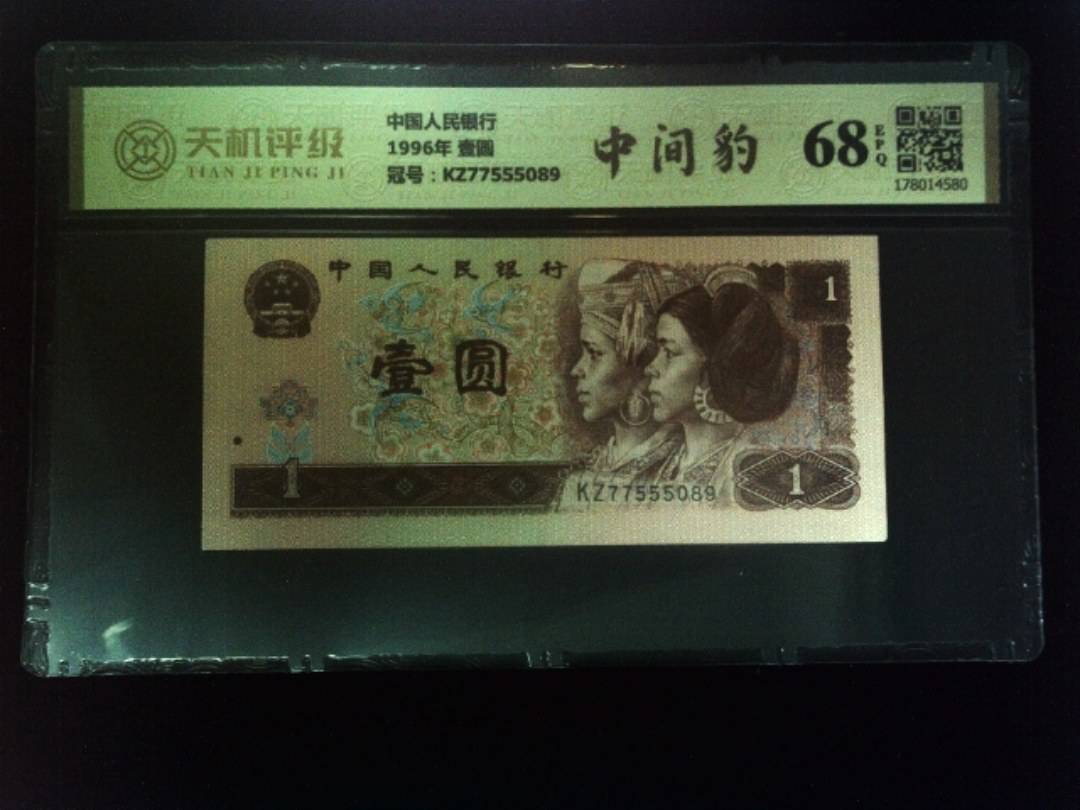 天机评级
TIAN JI PING JI
中国人民银行
1996年 壹圆
冠号：KZ77555089
中间豹
68
EPQ
178014580
中国人民银行
1
壹圆
1
KZ77555089
1